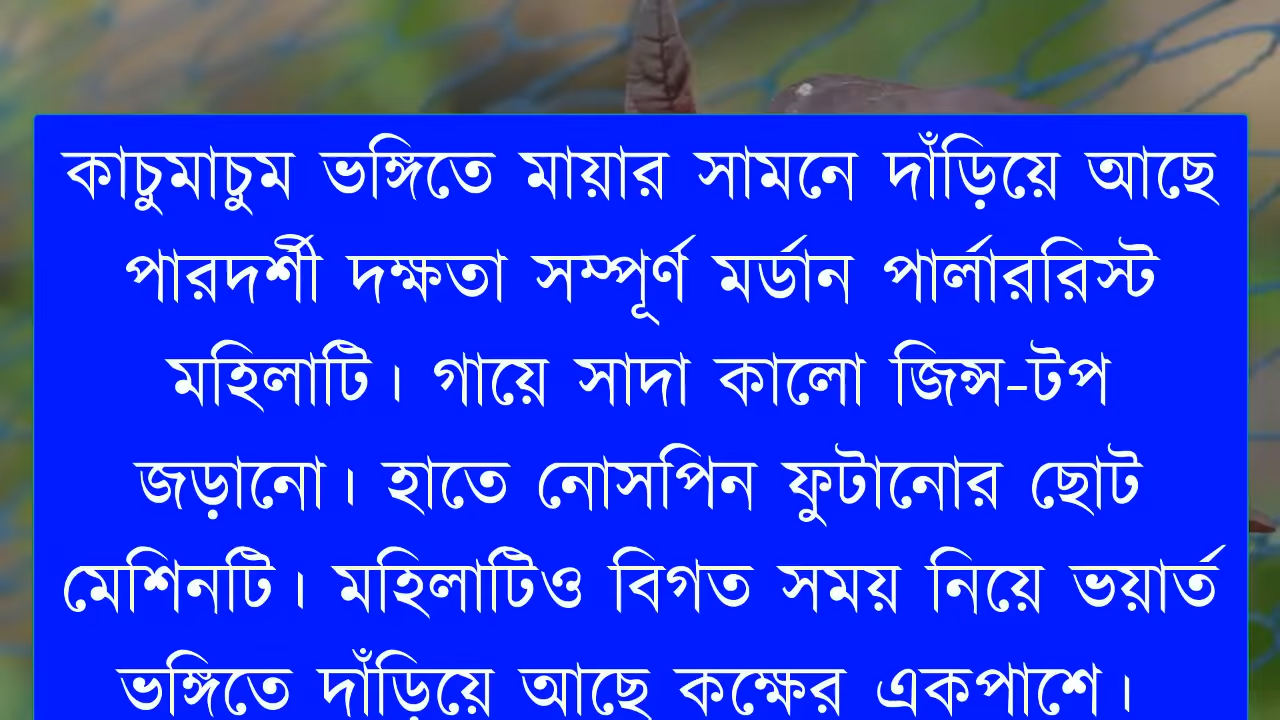 কাচুমাচুম ভঙ্গিতে মায়ার সামনে দাঁড়িয়ে আছে
পারদর্শী দক্ষতা সম্পূর্ণ মর্ডান পার্লাররিস্ট
মহিলাটি। গায়ে সাদা কালো জিন্স-টপ
জড়ানো। হাতে নোসপিন ফুটানোর ছোট
মেশিনটি। মহিলাটিও বিগত সময় নিয়ে ভয়ার্ত
ভঙ্গিতে দাঁড়িয়ে আছে কক্ষের একপাশে।